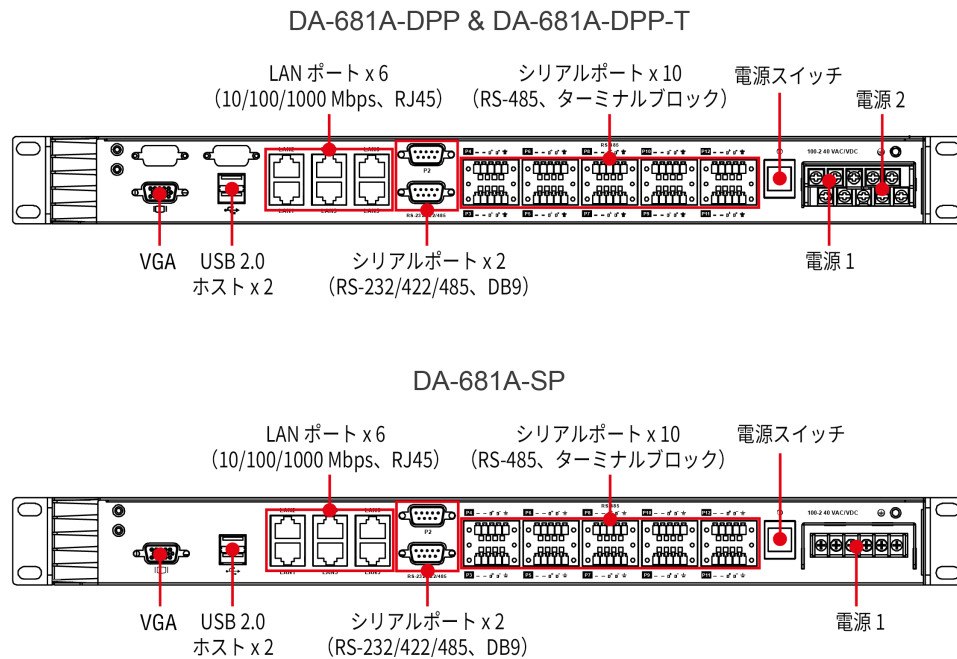 DA-681A-DPP & DA-681A-DPP-T
LAN ポート x 6
（10/100/1000 Mbps、RJ45）
シリアルポート x 10
（RS-485、ターミナルブロック）
電源スイッチ
電源 2
100-240 VAC/VDC
P2
VGA
USB 2.0
ホスト x 2
シリアルポート x 2
（RS-232/422/485、DB9）
電源 1
DA-681A-SP
LAN ポート x 6
（10/100/1000 Mbps、RJ45）
シリアルポート x 10
（RS-485、ターミナルブロック）
電源スイッチ
100-240 VAC/VDC
P2
VGA
USB 2.0
ホスト x 2
シリアルポート x 2
（RS-232/422/485、DB9）
電源 1